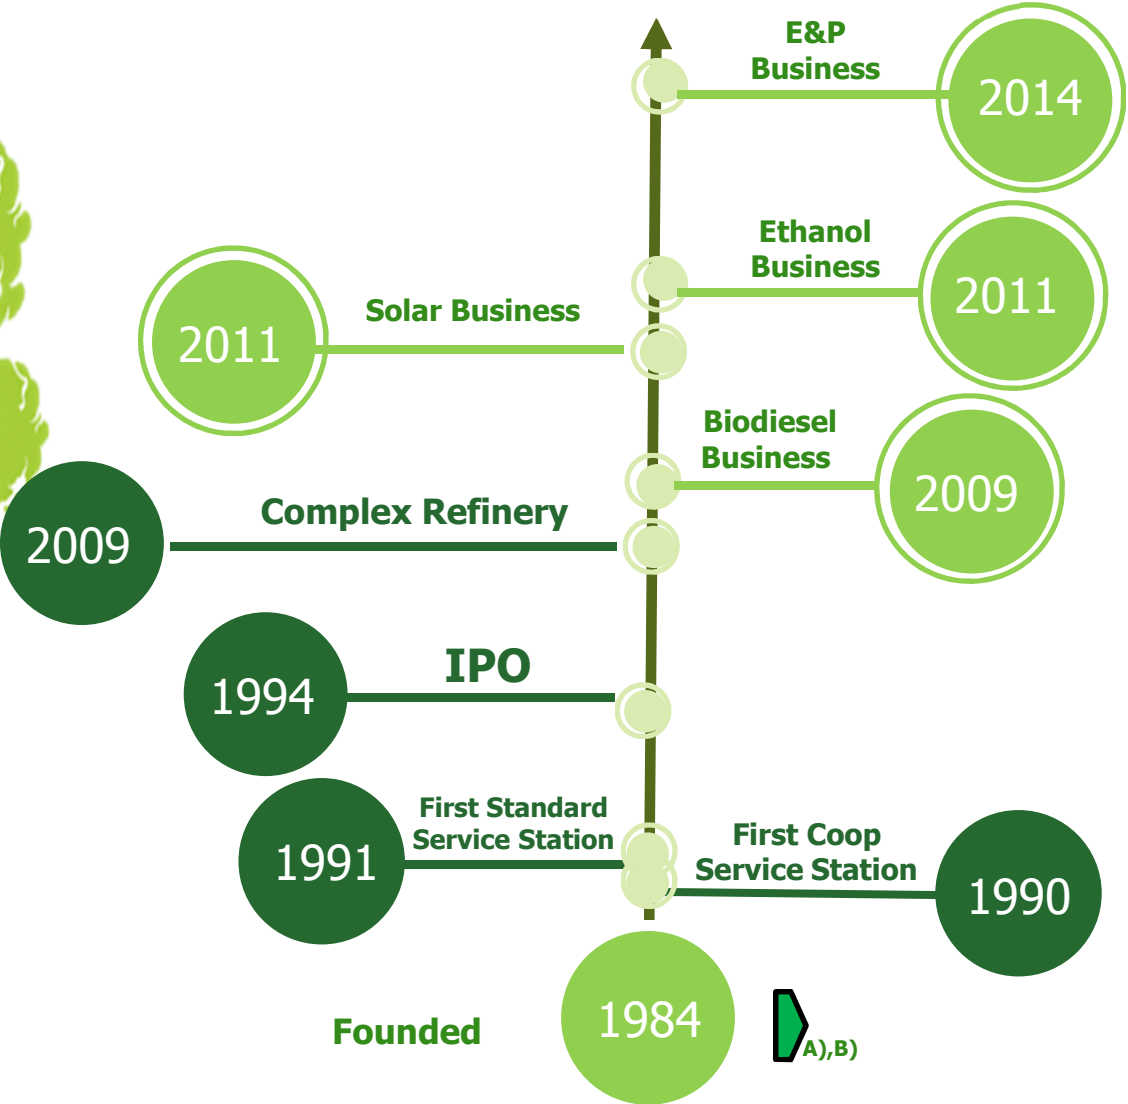 E&P
Business
2014
Ethanol
Business
2011
Solar Business
2011
Biodiesel
Business
2009
Complex Refinery
2009
IPO
1994
First Standard
Service Station
1991
First Coop
Service Station
1990
Founded
1984
A),B)